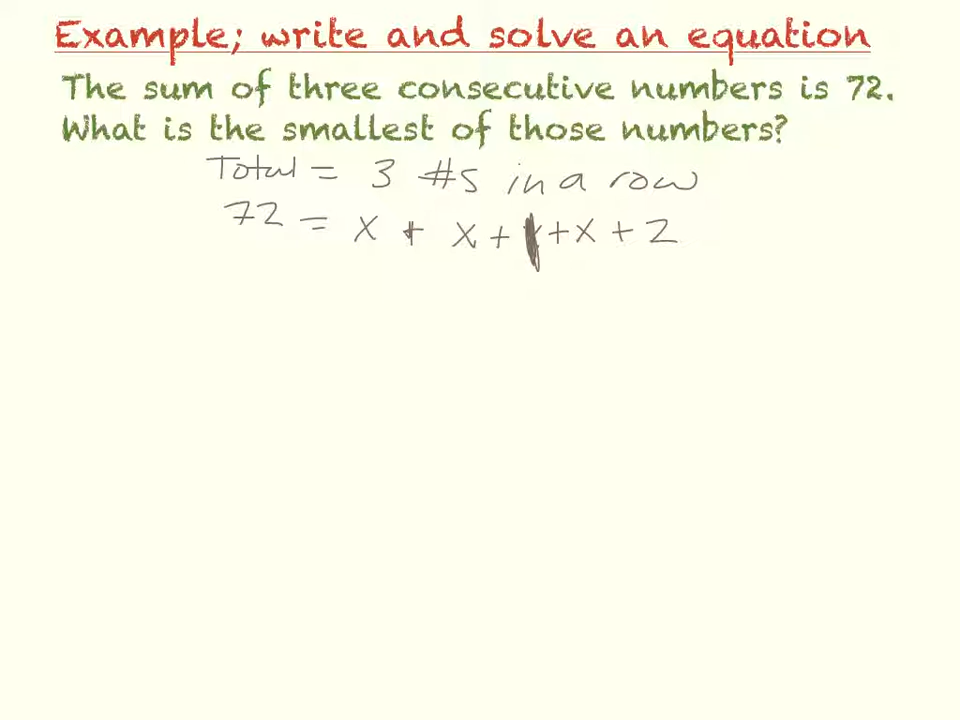 Example; write and solve an equation
The sum of three consecutive numbers is 72.
What is the smallest of those numbers?
Total = 3 #s in a row
72 = x + x + + x + 2